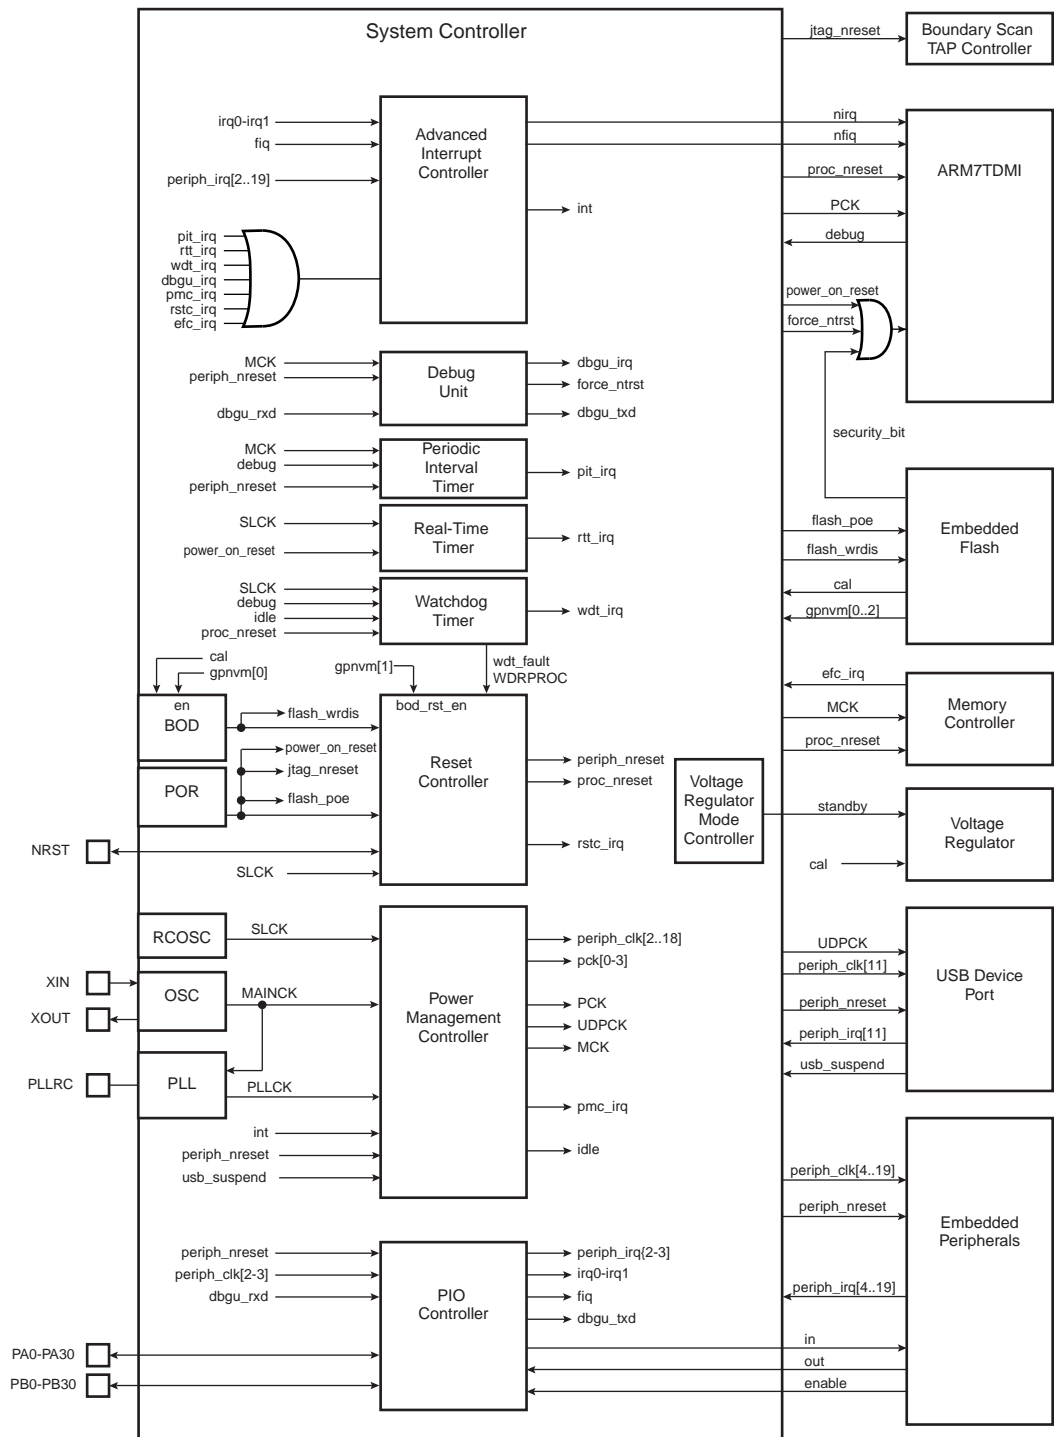 System Controller
jtag_nreset
Boundary Scan
TAP Controller
irq0-irq1
fiq
periph_irq[2..19]
Advanced
Interrupt
Controller
int
nirq
nfiq
proc_nreset
PCK
debug
ARM7TDMI
pit_irq
rtt_irq
wdt_irq
dbgu_irq
pmc_irq
rstc_irq
efc_irq
power_on_reset
force_ntrst
security_bit
MCK
periph_nreset
dbgu_rxd
Debug
Unit
dbgu_irq
force_ntrst
dbgu_txd
MCK
debug
periph_nreset
Periodic
Interval
Timer
pit_irq
SLCK
power_on_reset
Real-Time
Timer
rtt_irq
flash_poe
flash_wrdis
cal
gpnvm[0..2]
Embedded
Flash
SLCK
debug
idle
proc_nreset
Watchdog
Timer
wdt_irq
cal
gpnvm[0]
gpnvm[1]
wdt_fault
WDRPROC
en
BOD
bod_rst_en
flash_wrdis
power_on_reset
jtag_nreset
flash_poe
POR
Reset
Controller
periph_nreset
proc_nreset
rstc_irq
NRST
SLCK
efc_irq
MCK
proc_nreset
Memory
Controller
Voltage
Regulator
Mode
Controller
standby
cal
Voltage
Regulator
RCOSC
SLCK
XIN
OSC
MAINCK
XOUT
PLLRC
PLL
PLLCK
int
periph_nreset
usb_suspend
Power
Management
Controller
periph_clk[2..18]
pck[0-3]
PCK
UDPCK
MCK
pmc_irq
idle
UDPCK
periph_clk[11]
periph_nreset
periph_irq[11]
usb_suspend
USB Device
Port
periph_nreset
periph_clk[2-3]
dbgu_rxd
PIO
Controller
periph_irq{2-3]
irq0-irq1
fiq
dbgu_txd
PA0-PA30
PB0-PB30
periph_clk[4..19]
periph_nreset
periph_irq[4..19]
in
out
enable
Embedded
Peripherals